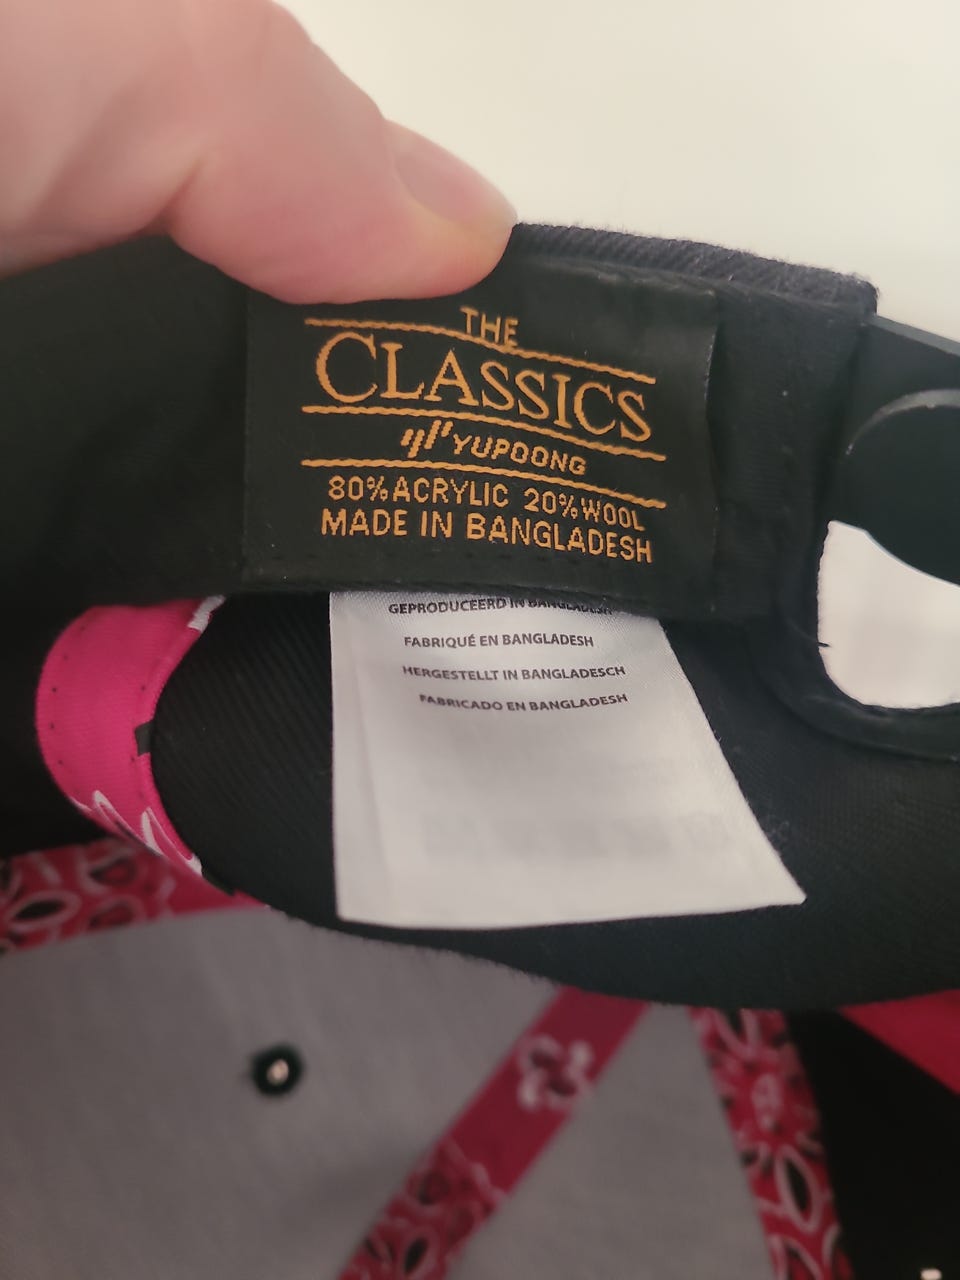 THE
CLASSICS
YUPOONG
80% ACRYLIC 20% WOOL
MADE IN BANGLADESH
GEPRODUCEERD IN BANGLADESH
FABRIQUÉ EN BANGLADESH
HERGESTELLT IN BANGLADESCH
FABRICADO EN BANGLADESH